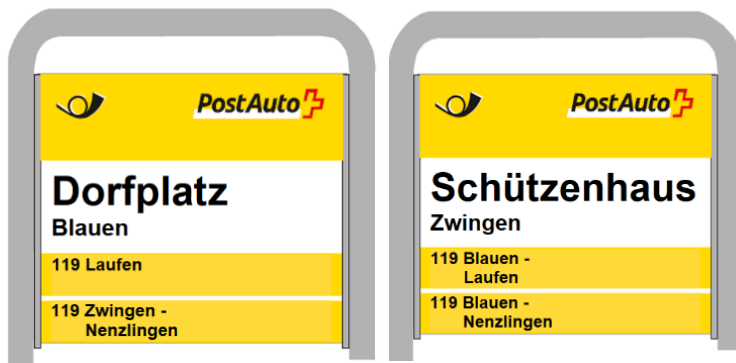 PostAuto
Dorfplatz
Blauen
119 Laufen
119 Zwingen -
Nenzlingen
PostAuto
Schützenhaus
Zwingen
119 Blauen -
Laufen
119 Blauen -
Nenzlingen